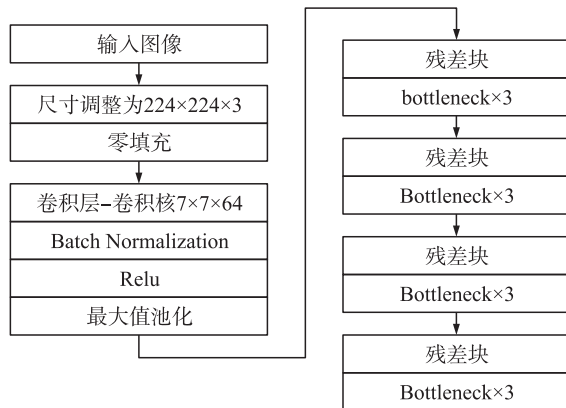 输入图像
尺寸调整为224×224×3
零填充
卷积层-卷积核7×7×64
Batch Normalization
Relu
最大值池化
残差块
bottleneck×3
残差块
Bottleneck×3
残差块
Bottleneck×3
残差块
Bottleneck×3